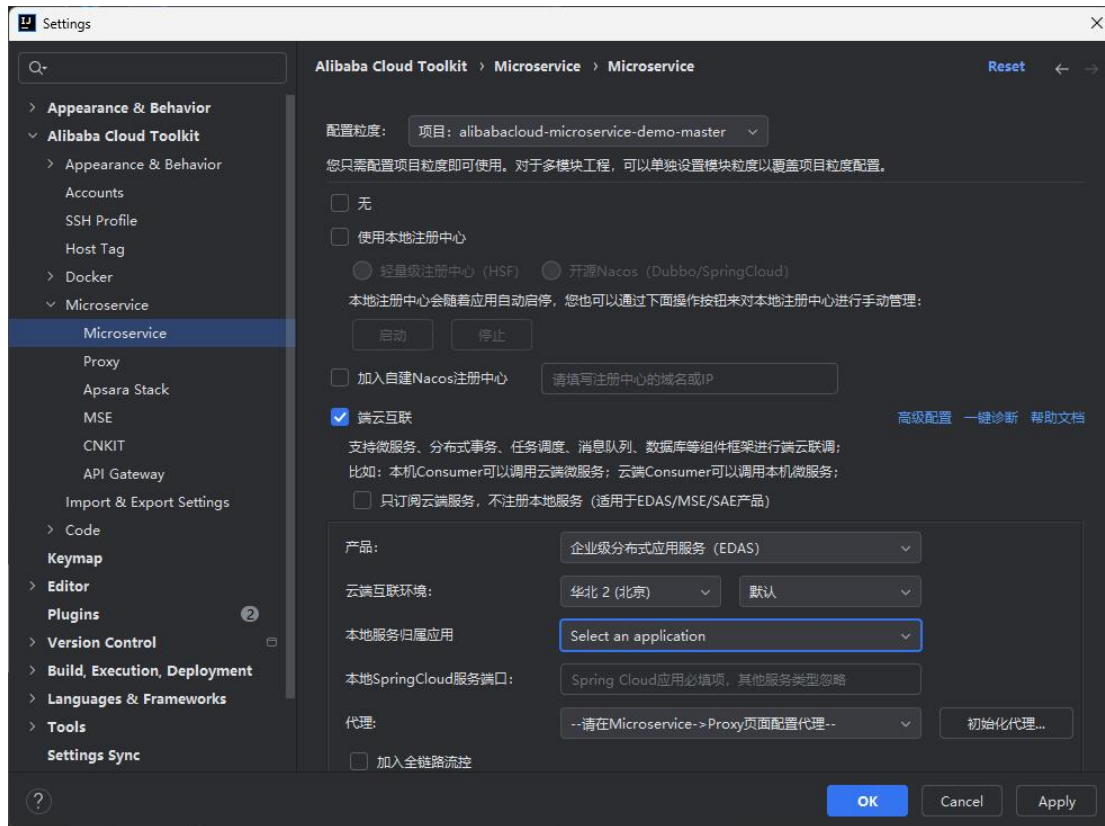 Settings
Appearance & Behavior
Alibaba Cloud Toolkit
Appearance & Behavior
Accounts
SSH Profile
Host Tag
Docker
Microservice
Microservice
Proxy
Apsara Stack
MSE
CNKIT
API Gateway
Import & Export Settings
Code
Keymap
Editor
Plugins 2
Version Control
Build, Execution, Deployment
Languages & Frameworks
Tools
Settings Sync
Alibaba Cloud Toolkit › Microservice › Microservice Reset
配置粒度： 项目：alibabacloud-microservice-demo-master
您只需配置项目粒度即可使用。对于多模块工程，可以单独设置模块粒度以覆盖项目粒度配置。
无
使用本地注册中心
轻量级注册中心（HSF） 开源Nacos（Dubbo/SpringCloud）
本地注册中心会随着应用自动启停，您也可以通过下面操作按钮来对本地注册中心进行手动管理：
启动 停止
加入自建Nacos注册中心 请填写注册中心的域名或IP
端云互联 高级配置 一键诊断 帮助文档
支持微服务、分布式事务、任务调度、消息队列、数据库等组件框架进行端云联调；
比如：本机Consumer可以调用云端微服务；云端Consumer可以调用本机微服务；
只订阅云端服务，不注册本地服务（适用于EDAS/MSE/SAE产品）
产品： 企业级分布式应用服务（EDAS）
云端互联环境： 华北 2 (北京) 默认
本地服务归属应用 Select an application
本地SpringCloud服务端口： Spring Cloud应用必填项，其他服务类型忽略
代理： --请在Microservice->Proxy页面配置代理-- 初始化代理...
加入全链路流控
? OK Cancel Apply